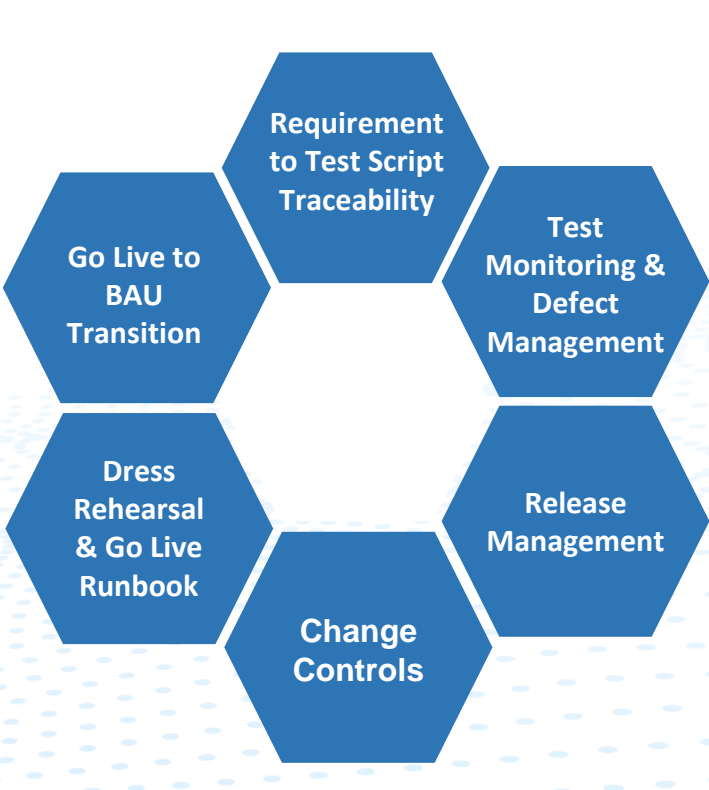 Requirement
to Test Script
Traceability
Test
Monitoring &
Defect
Management
Release
Management
Change
Controls
Dress
Rehearsal
& Go Live
Runbook
Go Live to
BAU
Transition